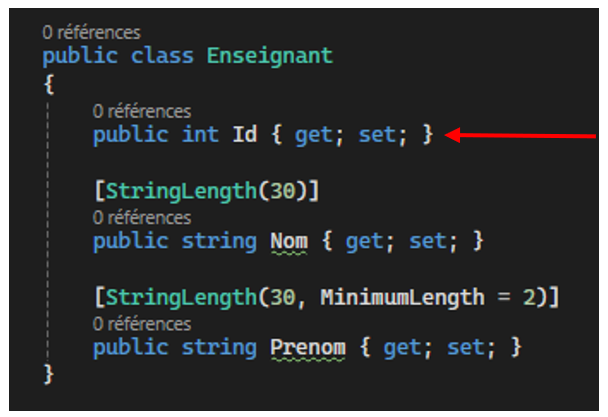 0 références
public class Enseignant
{
0 références
public int Id { get; set; }
[StringLength(30)]
0 références
public string Nom { get; set; }
[StringLength(30, MinimumLength = 2)]
0 références
public string Prenom { get; set; }
}